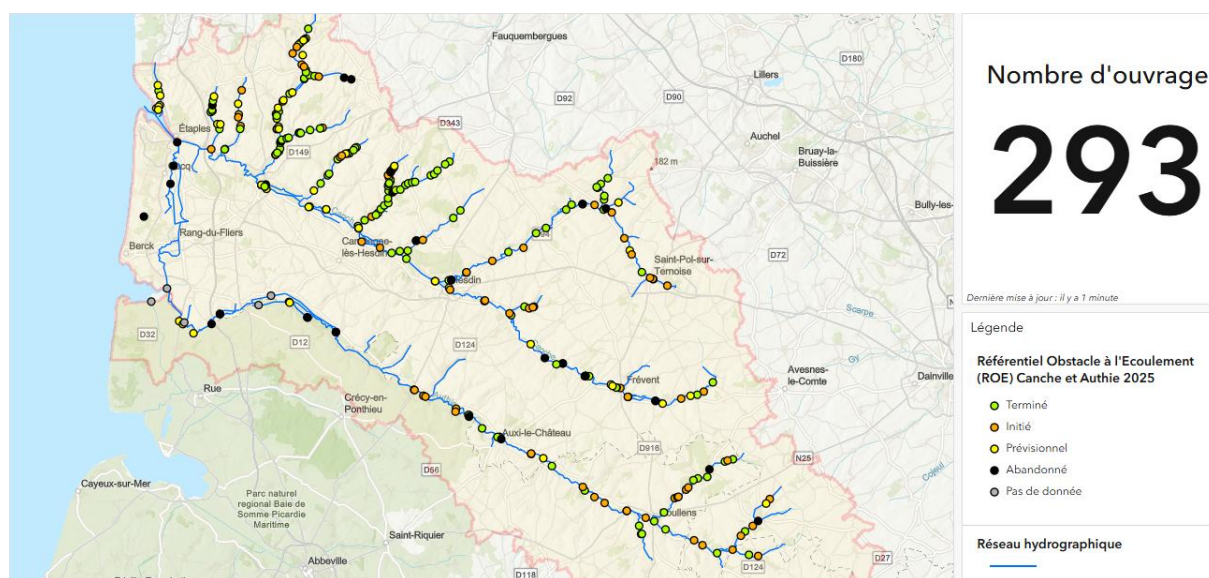 Fauquembergues
D180
Lillers
D92
D90
Étaples
D343
Auchel
Bruay-la-
Buissière
D149
182 m
Bully-les-
Rang-du-Fliers
Berck
lès-Hesdin
D72
Saint-Pol-sur-
Ternoise
D32
D12
D124
Scarpe
Gy
Avesnes-
le-Comte
Dainville
Rue
Crécy-en-
Ponthieu
Frévent
Auxi-le-Château
D916
N25
D56
Cojeul
Cayeux-sur-Mer
Parc naturel
régional Baie de
Somme Picardie
Maritime
Saint-Riquier
Abbeville
D124
D27
D118
Nombre d'ouvrage
293
Dernière mise à jour : il y a 1 minute
Légende
Référentiel Obstacle à l'Ecoulement
(ROE) Canche et Authie 2025
Terminé
Initié
Prévisionnel
Abandonné
Pas de donnée
Réseau hydrographique